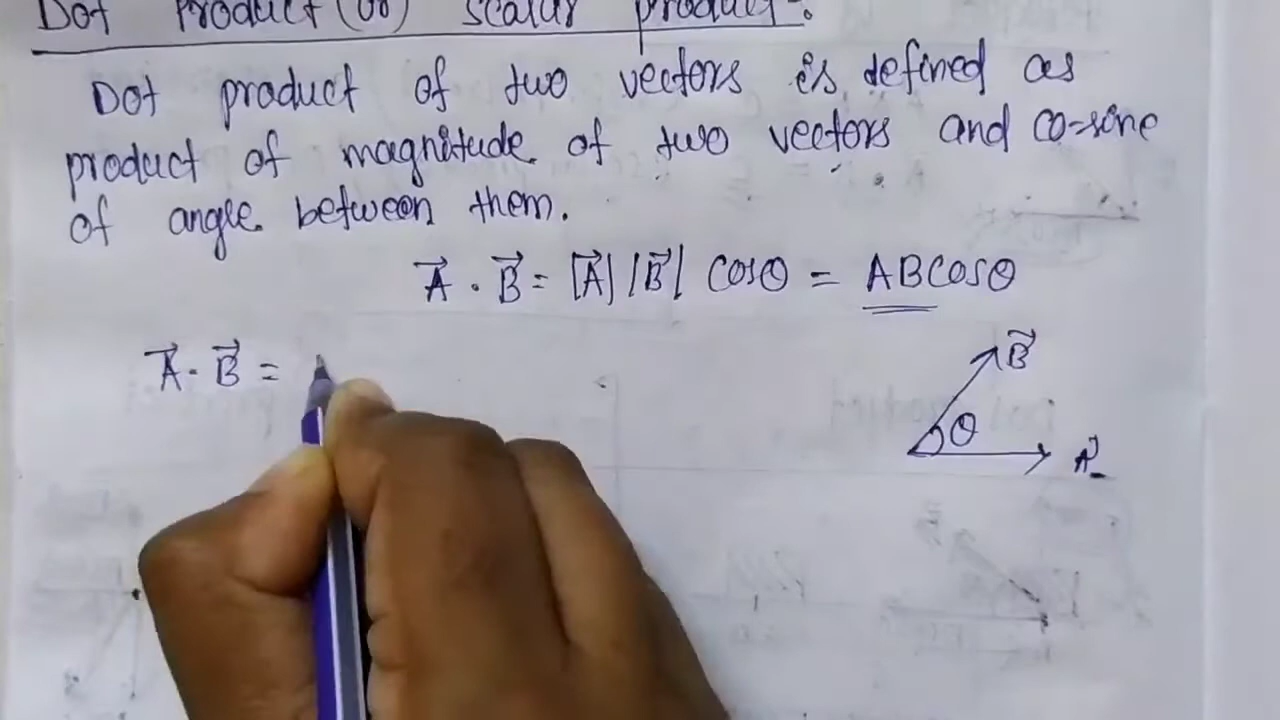 Dot Product (or) scalar product:
Dot product of two vectors is defined as
product of magnitude of two vectors and co-sine
of angle between them.
A⃗ · B⃗ = |A⃗| |B⃗| Cosθ = ABCosθ
A⃗ · B⃗ =
B⃗
θ
A⃗